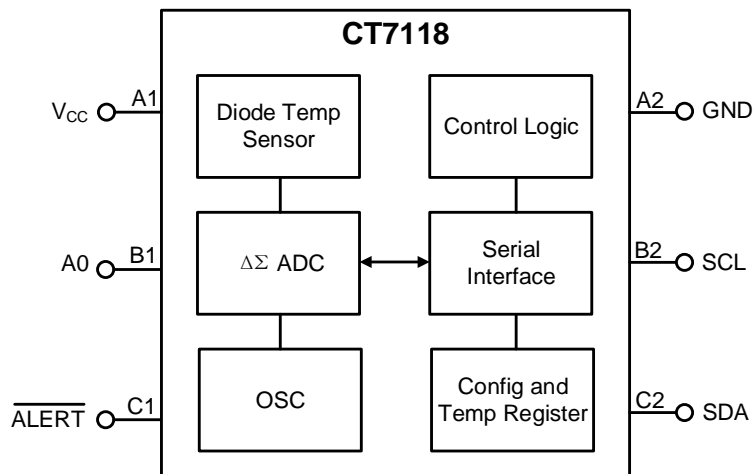 CT7118
VCC
A1
Diode Temp
Sensor
Control Logic
A2
GND
A0
B1
ΔΣ ADC
Serial
Interface
B2
SCL
ALERT
C1
OSC
Config and
Temp Register
C2
SDA